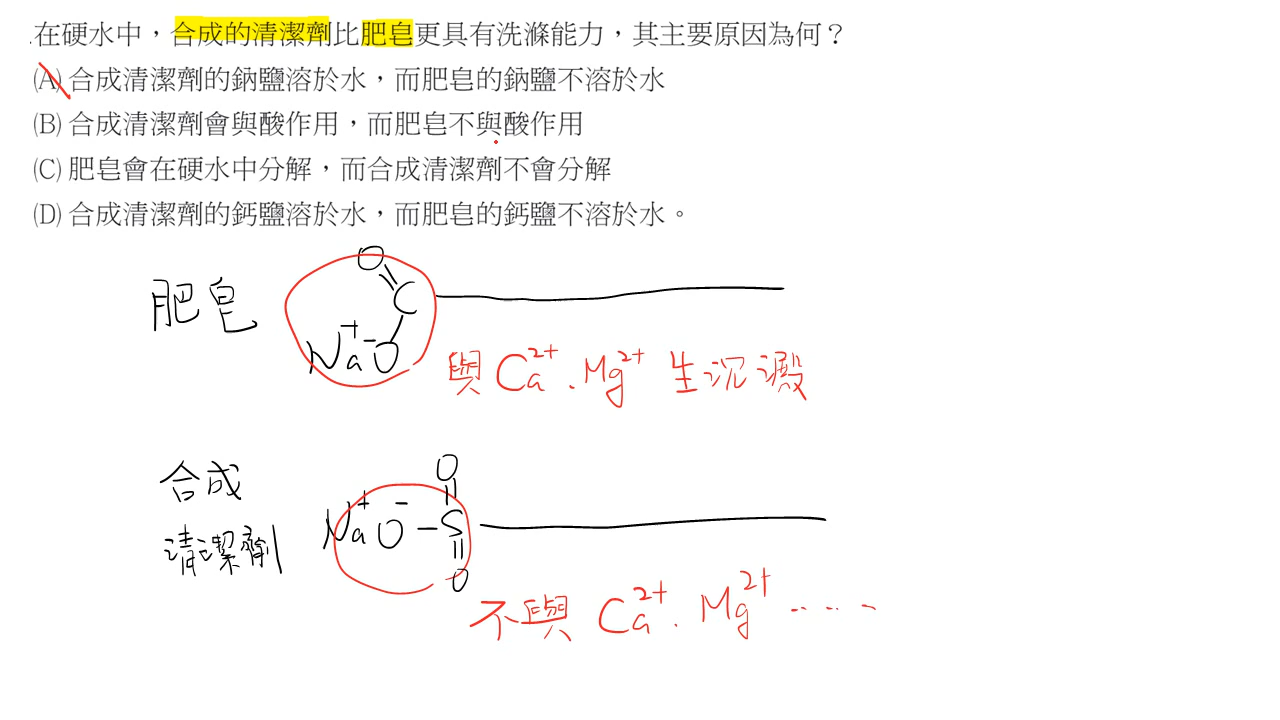 在硬水中，合成的清潔劑比肥皂更具有洗滌能力，其主要原因為何？
(A) 合成清潔劑的鈉鹽溶於水，而肥皂的鈉鹽不溶於水
(B) 合成清潔劑會與酸作用，而肥皂不與酸作用
(C) 肥皂會在硬水中分解，而合成清潔劑不會分解
(D) 合成清潔劑的鈣鹽溶於水，而肥皂的鈣鹽不溶於水。
O
肥皂 C
Na⁺O⁻
與 Ca²⁺.Mg²⁺ 生沉澱
合成 O
Na⁺O⁻-S
清潔劑
O
不與 Ca²⁺.Mg²⁺ .....